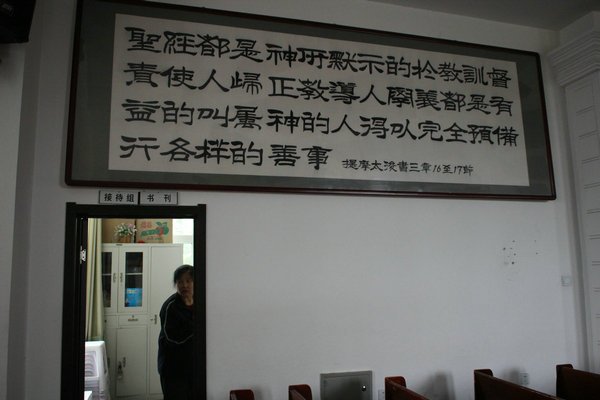 聖經都是神所默示的於教訓督
責使人歸正教導人學義都是有
益的叫屬神的人得以完全預備
行各样的善事 提摩太後書三章16至17節
接待组 书刊